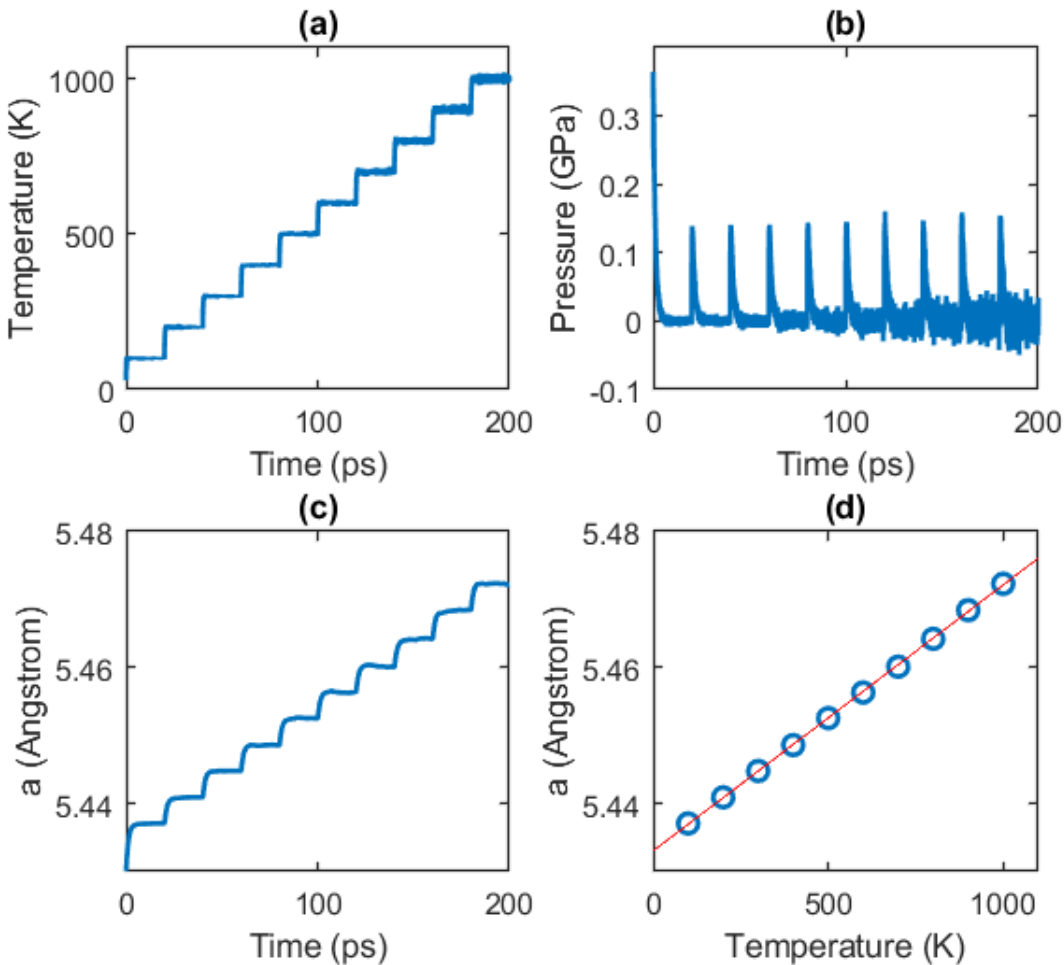 (a)
Temperature (K)
1000
500
0
0
100
200
Time (ps)
(b)
Pressure (GPa)
0.3
0.2
0.1
0
-0.1
0
100
200
Time (ps)
(c)
a (Angstrom)
5.48
5.46
5.44
0
100
200
Time (ps)
(d)
a (Angstrom)
5.48
5.46
5.44
0
500
1000
Temperature (K)